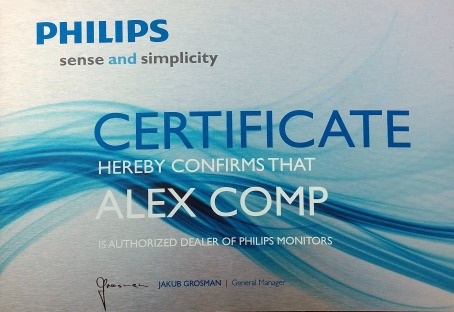 PHILIPS
sense and simplicity
CERTIFICATE
HEREBY CONFIRMS THAT
ALEX COMP
IS AUTHORIZED DEALER OF PHILIPS MONITORS
Grosman JAKUB GROSMAN | General Manager